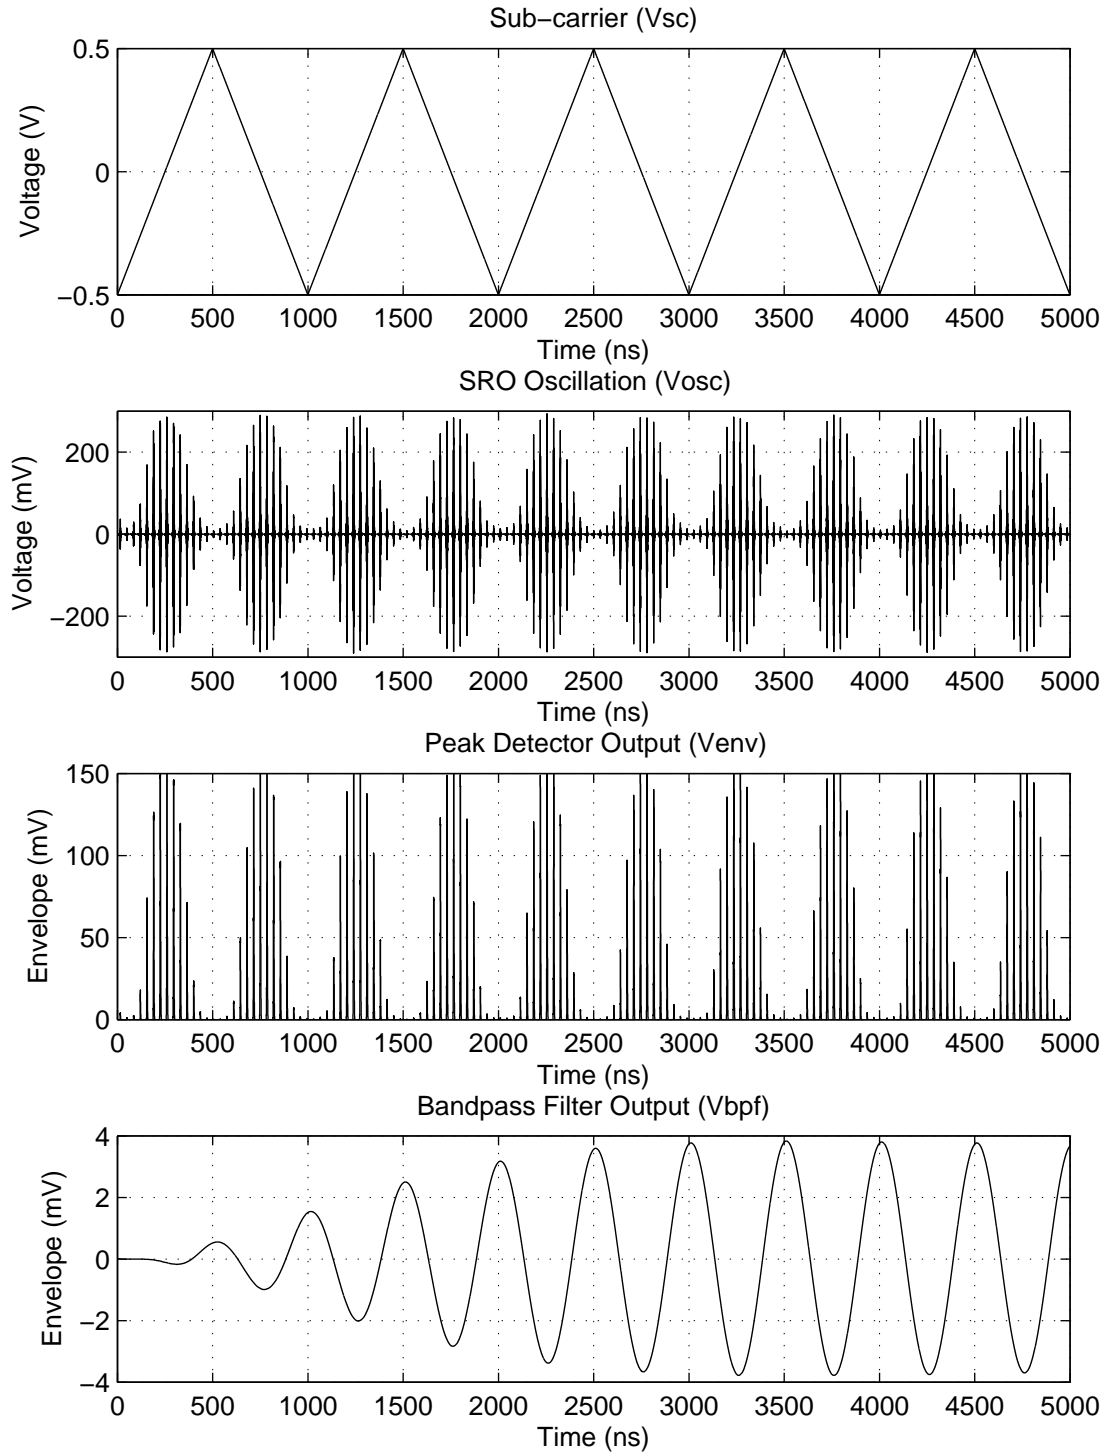 Sub−carrier (Vsc)
0.5
0
−0.5
Voltage (V)
0 500 1000 1500 2000 2500 3000 3500 4000 4500 5000
Time (ns)
SRO Oscillation (Vosc)
200
0
−200
Voltage (mV)
0 500 1000 1500 2000 2500 3000 3500 4000 4500 5000
Time (ns)
Peak Detector Output (Venv)
150
100
50
0
Envelope (mV)
0 500 1000 1500 2000 2500 3000 3500 4000 4500 5000
Time (ns)
Bandpass Filter Output (Vbpf)
4
2
0
−2
−4
Envelope (mV)
0 500 1000 1500 2000 2500 3000 3500 4000 4500 5000
Time (ns)